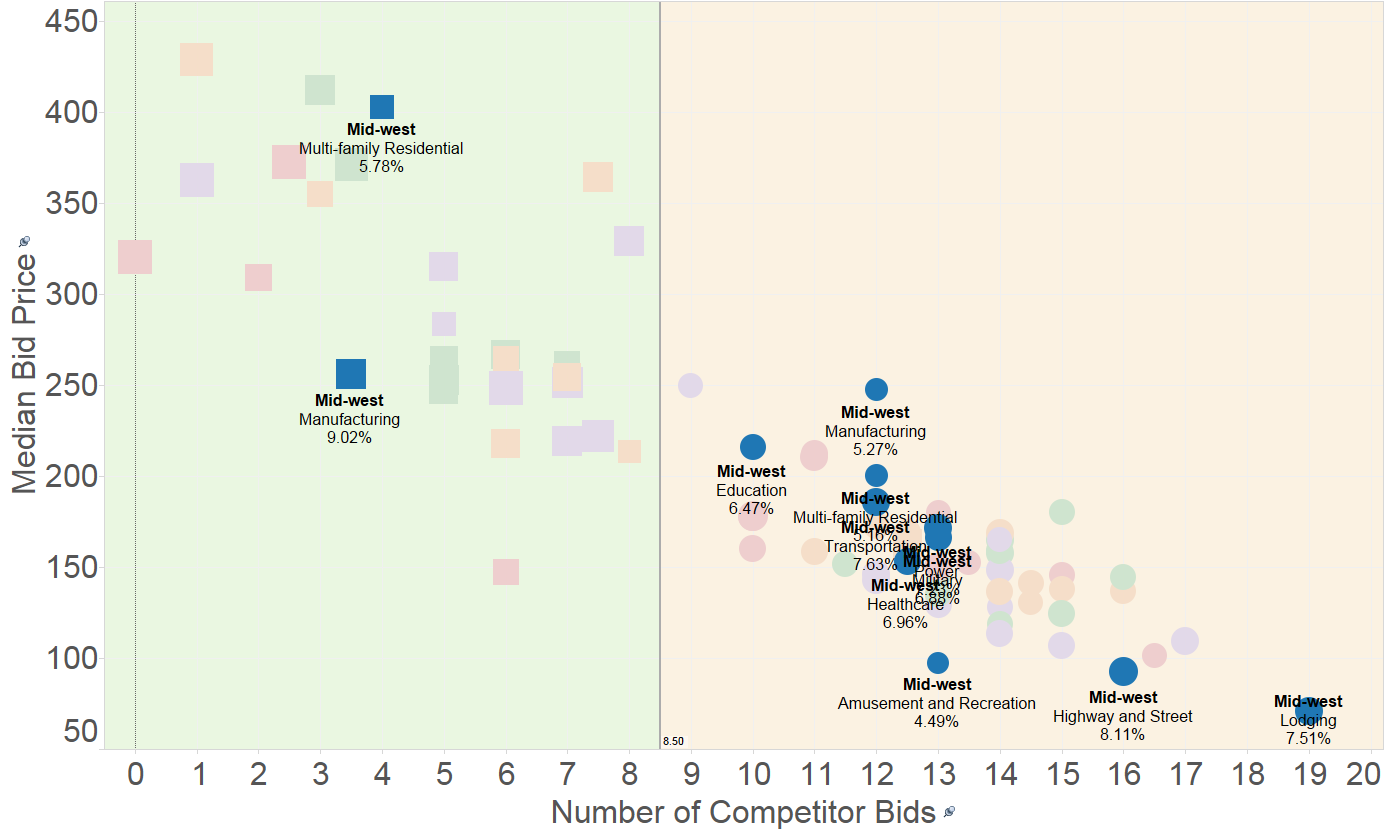 450
400
350
300
250
200
150
100
50
Median Bid Price
Mid-west
Multi-family Residential
5.78%
Mid-west
Manufacturing
9.02%
Mid-west
Manufacturing
5.27%
Mid-west
Education
6.47%
Mid-west
Multi-family Residential
5.16%
Mid-west
Transportation
7.63%
Mid-west
Power
Mid-west
Military
6.88%
Mid-west
Healthcare
6.96%
Mid-west
Amusement and Recreation
4.49%
Mid-west
Highway and Street
8.11%
Mid-west
Lodging
7.51%
8.50
0 1 2 3 4 5 6 7 8 9 10 11 12 13 14 15 16 17 18 19 20
Number of Competitor Bids